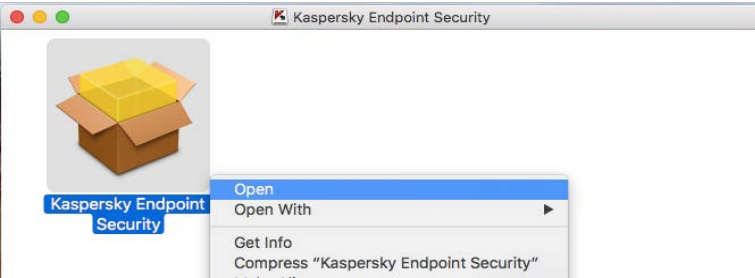 Kaspersky Endpoint Security
Kaspersky Endpoint
Security
Open
Open With
Get Info
Compress “Kaspersky Endpoint Security”